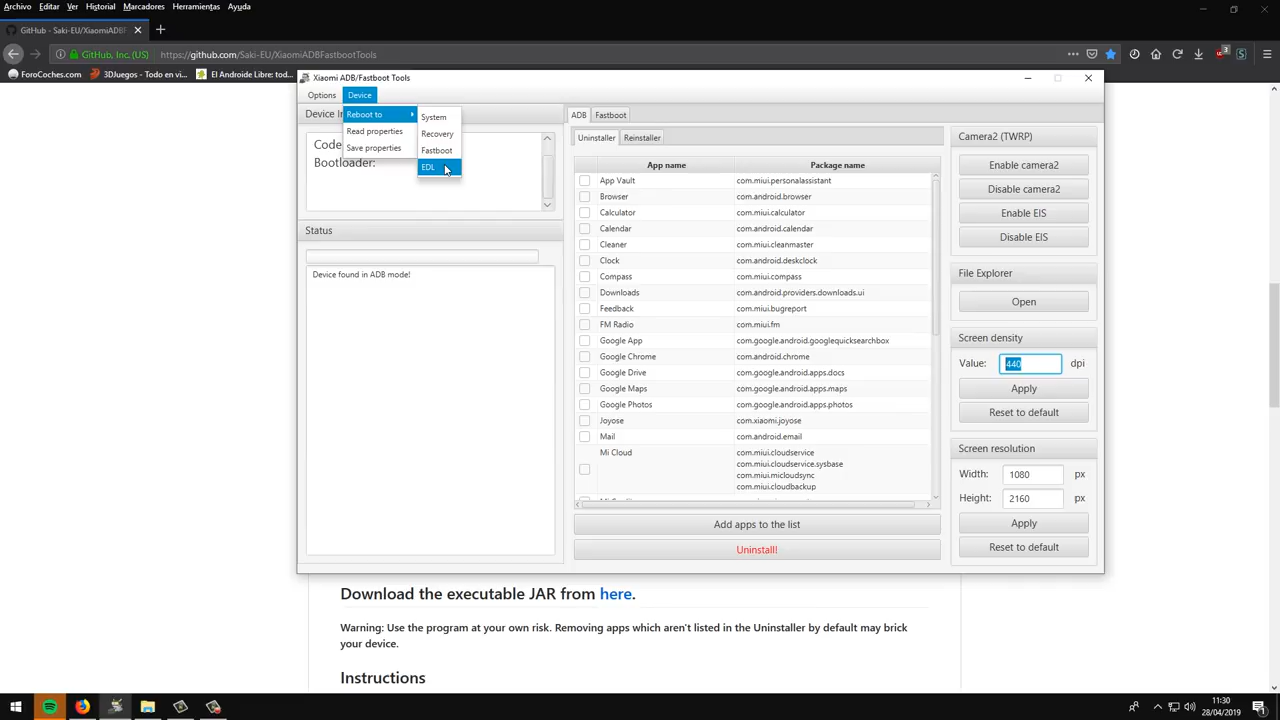 Archivo Editar Ver Historial Marcadores Herramientas Ayuda
GitHub - Saki-EU/XiaomiADB
GitHub, Inc. (US) https://github.com/Saki-EU/XiaomiADBFastbootTools
3
ForoCoches.com 3DJuegos - Todo en vi... El Androide Libre: tod...
Xiaomi ADB/Fastboot Tools
Options Device
Device In
Reboot to
Read properties
Save properties
System
Recovery
Fastboot
EDL
Code
Bootloader:
Status
Device found in ADB mode!
ADB Fastboot
Uninstaller Reinstaller
App name Package name
App Vault com.miui.personalassistant
Browser com.android.browser
Calculator com.miui.calculator
Calendar com.android.calendar
Cleaner com.miui.cleanmaster
Clock com.android.deskclock
Compass com.miui.compass
Downloads com.android.providers.downloads.ui
Feedback com.miui.bugreport
FM Radio com.miui.fm
Google App com.google.android.googlequicksearchbox
Google Chrome com.android.chrome
Google Drive com.google.android.apps.docs
Google Maps com.google.android.apps.maps
Google Photos com.google.android.apps.photos
Joyose com.xiaomi.joyose
Mail com.android.email
Mi Cloud com.miui.cloudservice
com.miui.cloudservice.sysbase
com.miui.micloudsync
com.miui.cloudbackup
Add apps to the list
Uninstall!
Camera2 (TWRP)
Enable camera2
Disable camera2
Enable EIS
Disable EIS
File Explorer
Open
Screen density
Value: 440 dpi
Apply
Reset to default
Screen resolution
Width: 1080 px
Height: 2160 px
Apply
Reset to default
Download the executable JAR from here.
Warning: Use the program at your own risk. Removing apps which aren't listed in the Uninstaller by default may brick
your device.
Instructions
11:30
28/04/2019
1